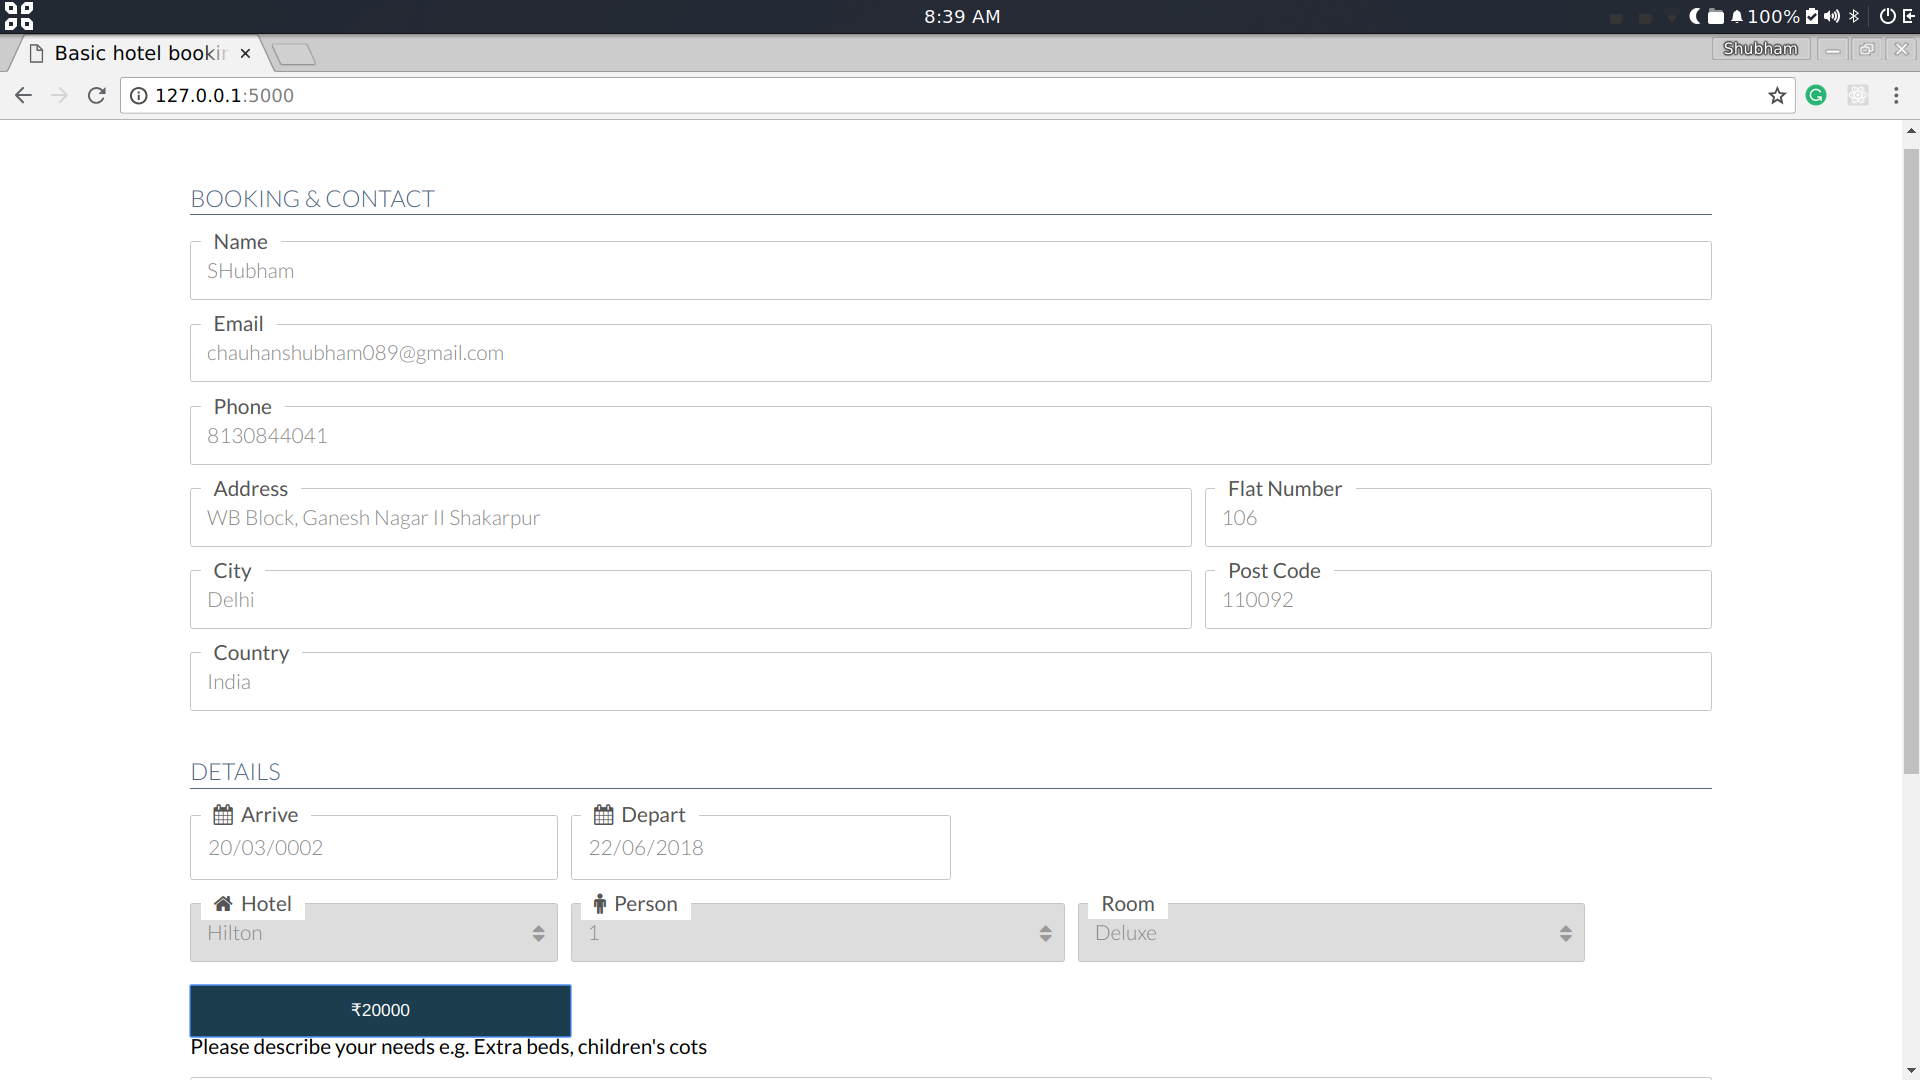 8:39 AM
100%
Basic hotel bookin
Shubham
127.0.0.1:5000
BOOKING & CONTACT
Name
SHubham
Email
chauhanshubham089@gmail.com
Phone
8130844041
Address
WB Block, Ganesh Nagar II Shakarpur
Flat Number
106
City
Delhi
Post Code
110092
Country
India
DETAILS
Arrive
20/03/0002
Depart
22/06/2018
Hotel
Hilton
Person
1
Room
Deluxe
₹20000
Please describe your needs e.g. Extra beds, children's cots